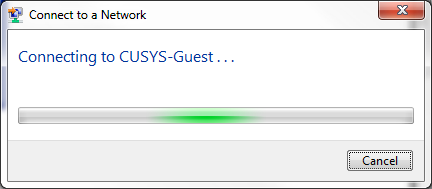 Connect to a Network
Connecting to CUSYS-Guest . . .
Cancel